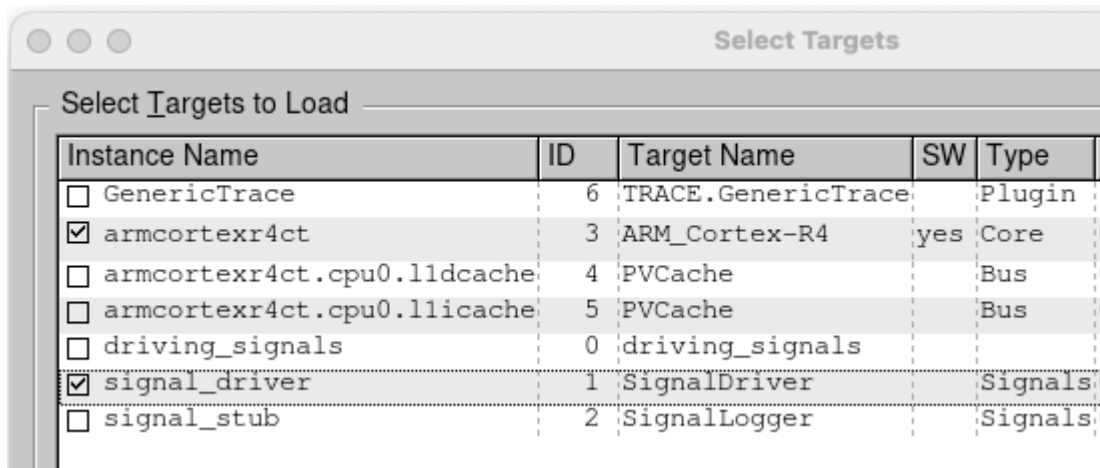 Select Targets
Select Targets to Load
Instance Name ID Target Name SW Type
GenericTrace 6 TRACE.GenericTrace Plugin
armcortexr4ct 3 ARM_Cortex-R4 yes Core
armcortexr4ct.cpu0.l1dcache 4 PVCache Bus
armcortexr4ct.cpu0.l1icache 5 PVCache Bus
driving_signals 0 driving_signals
signal_driver 1 SignalDriver Signals
signal_stub 2 SignalLogger Signals